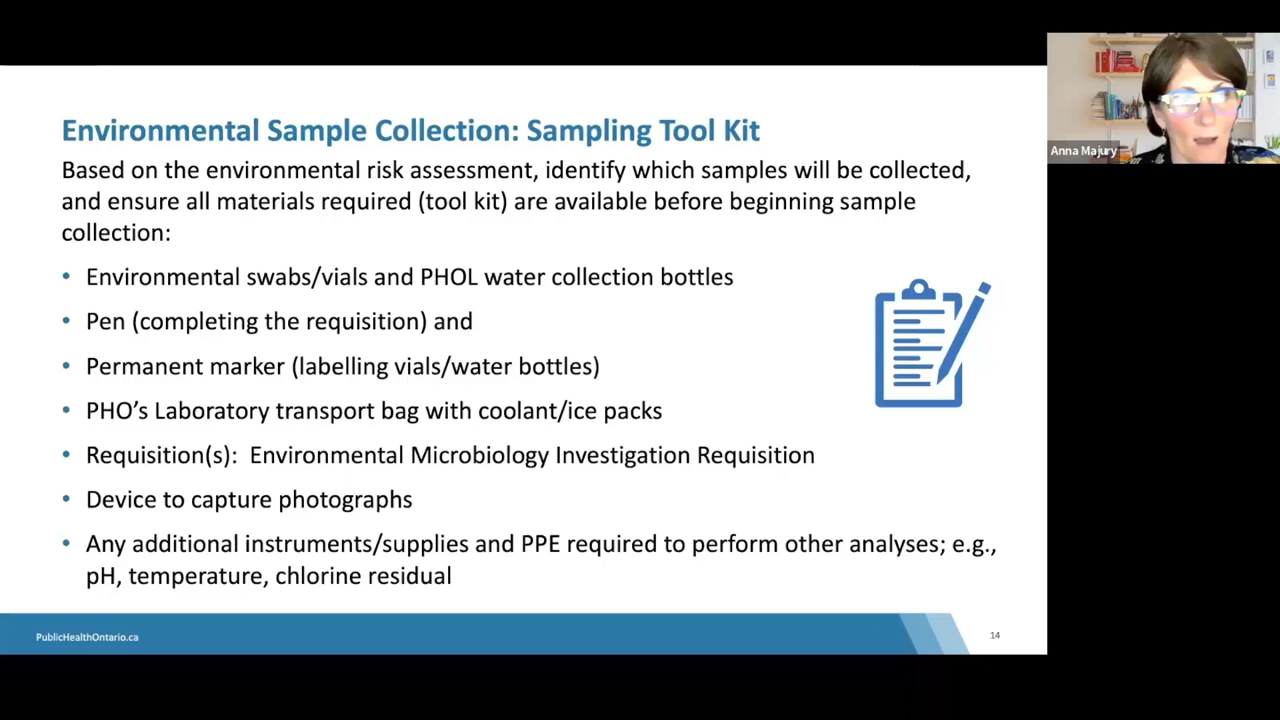 Environmental Sample Collection: Sampling Tool Kit
Based on the environmental risk assessment, identify which samples will be collected,
and ensure all materials required (tool kit) are available before beginning sample
collection:
• Environmental swabs/vials and PHOL water collection bottles
• Pen (completing the requisition) and
• Permanent marker (labelling vials/water bottles)
• PHO’s Laboratory transport bag with coolant/ice packs
• Requisition(s):  Environmental Microbiology Investigation Requisition
• Device to capture photographs
• Any additional instruments/supplies and PPE required to perform other analyses; e.g.,
pH, temperature, chlorine residual
PublicHealthOntario.ca
14
Anna Majury